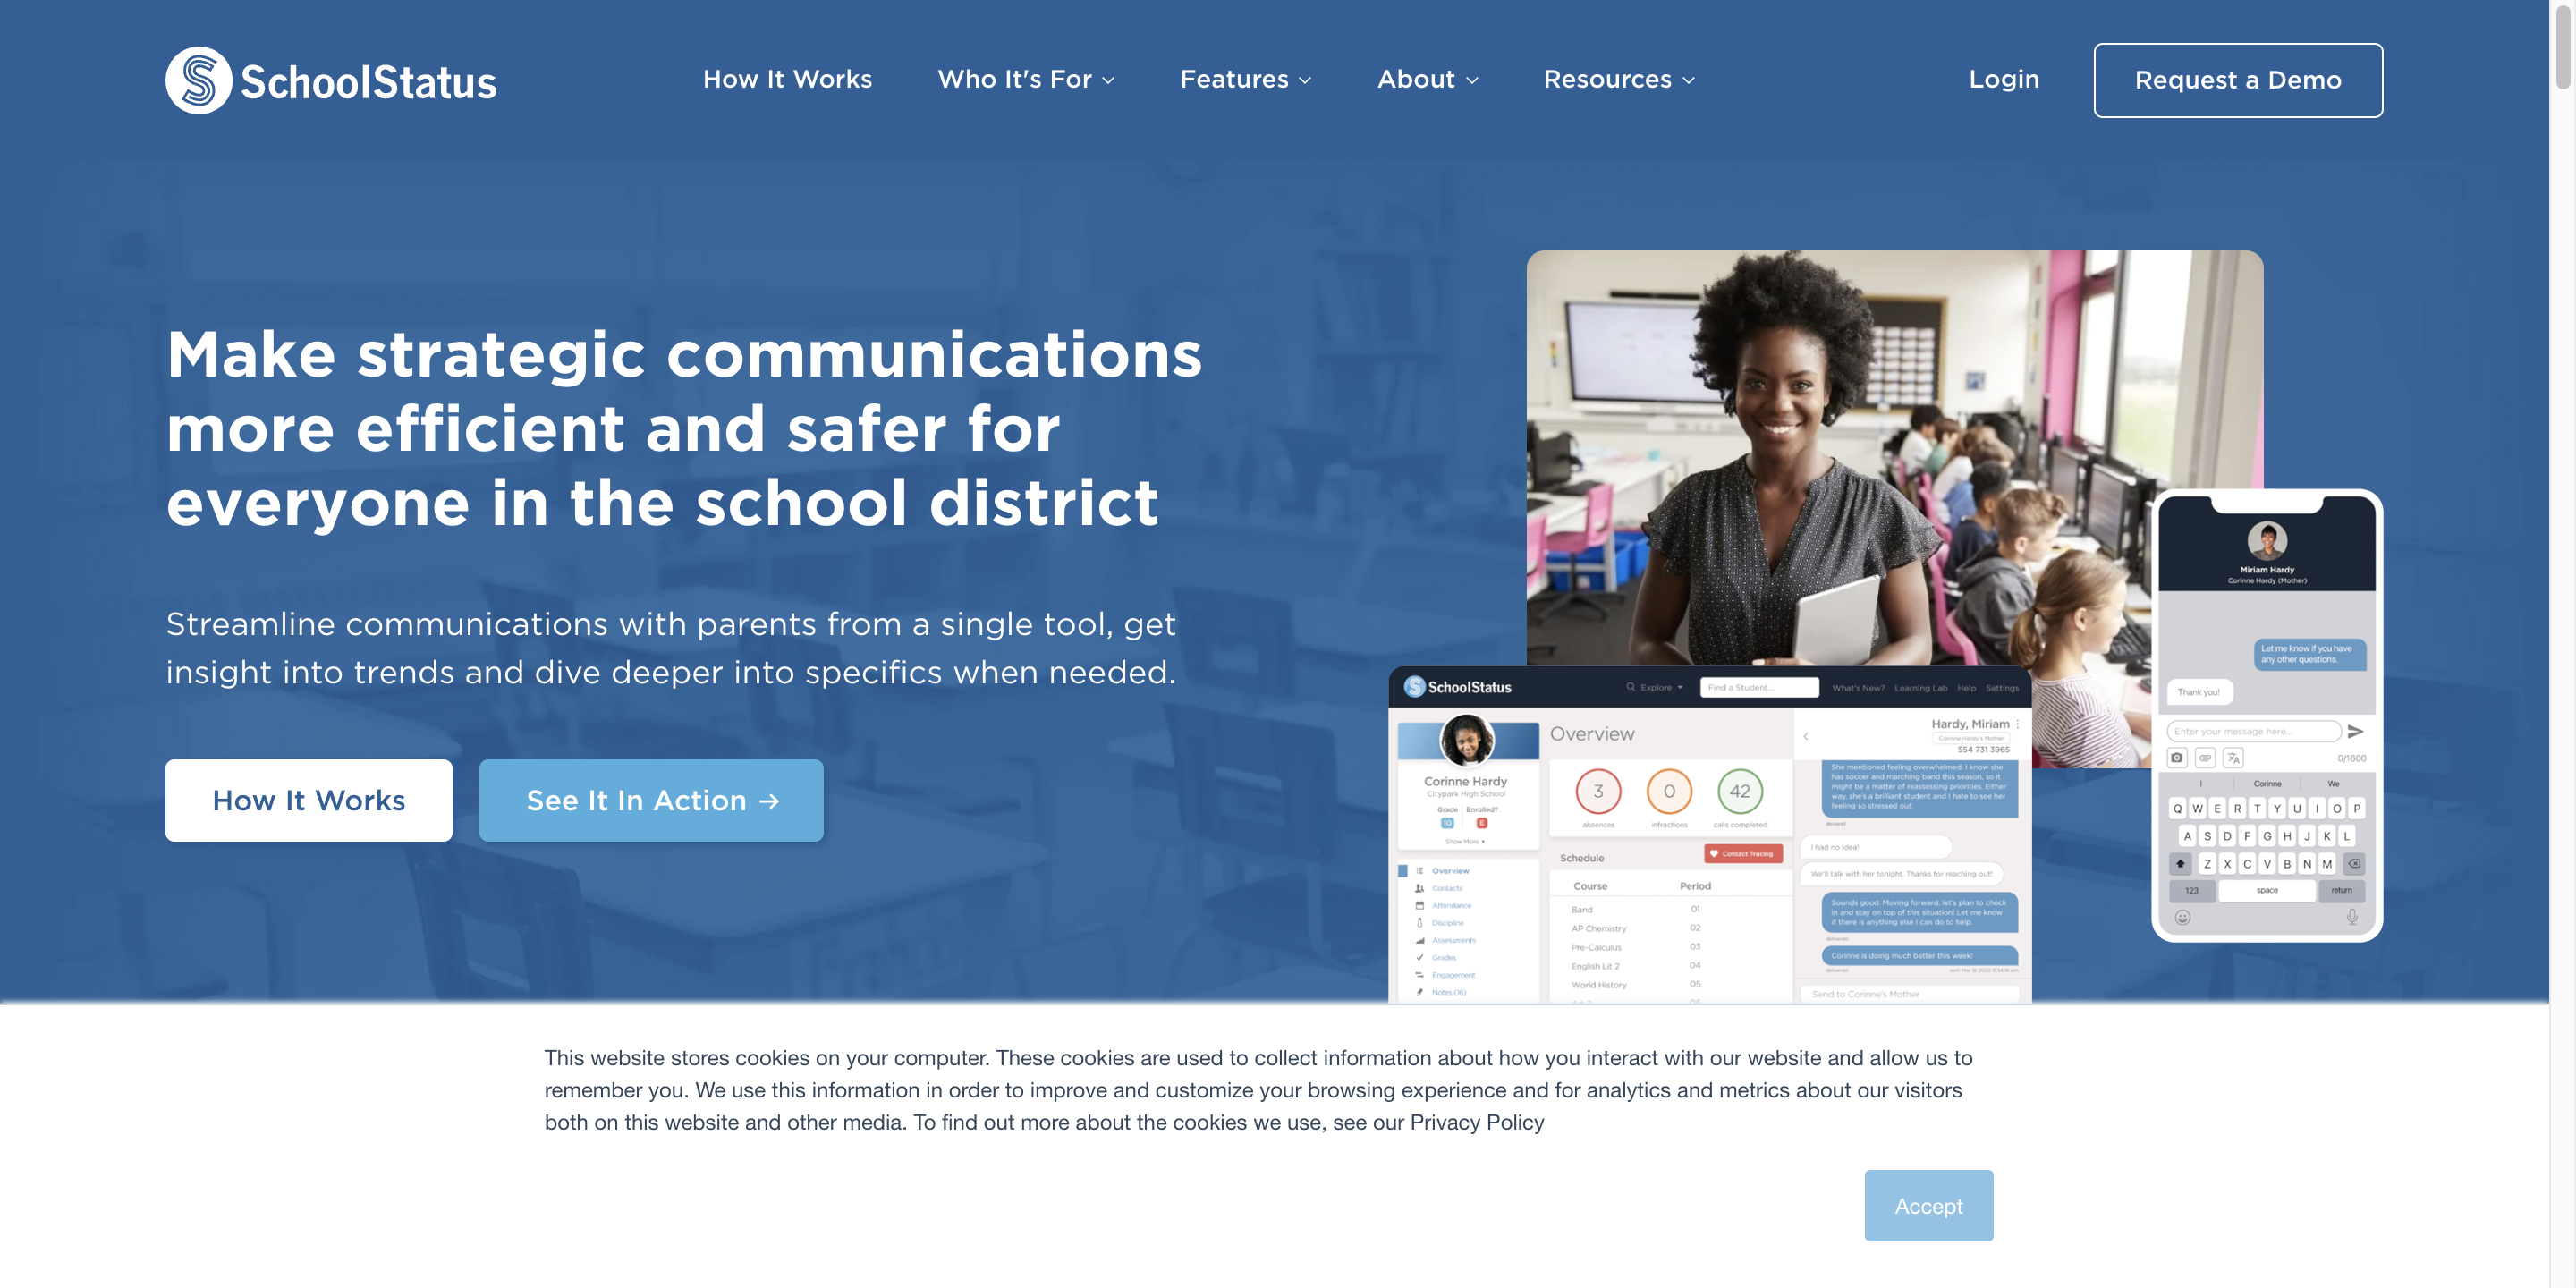 SchoolStatus
How It Works
Who It's For
Features
About
Resources
Login
Request a Demo
Make strategic communications
more efficient and safer for
everyone in the school district
Streamline communications with parents from a single tool, get
insight into trends and dive deeper into specifics when needed.
How It Works
See It In Action →
SchoolStatus
Explore
Find a Student...
What's New?
Learning Lab
Help
Settings
Corinne Hardy
Citypark High School
Grade
Enrolled?
10
E
Show More
Overview
Contacts
Attendance
Discipline
Assessments
Grades
Engagement
Notes (16)
Overview
3
0
42
absences
infractions
calls completed
Schedule
Contact Tracing
Course
Period
Band
01
AP Chemistry
02
Pre-Calculus
03
English Lit 2
04
World History
05
Hardy, Miriam
Corinne Hardy's Mother
554 731 3965
She mentioned feeling overwhelmed. I know she
has soccer and marching band this season, so it
might be a matter of reassessing priorities. Either
way, she's a brilliant student and I hate to see her
feeling so stressed out.
delivered
I had no idea!
We'll talk with her tonight. Thanks for reaching out!
Sounds good. Moving forward, let's plan to check
in and stay on top of this situation! Let me know
if there is anything else I can do to help.
delivered
Corinne is doing much better this week!
delivered
Send to Corinne's Mother
Miriam Hardy
Corinne Hardy (Mother)
Let me know if you have
any other questions.
Thank you!
Enter your message here...
0/1600
I
Corinne
We
Q W E R T Y U I O P
A S D F G H J K L
Z X C V B N M
123
space
return
This website stores cookies on your computer. These cookies are used to collect information about how you interact with our website and allow us to
remember you. We use this information in order to improve and customize your browsing experience and for analytics and metrics about our visitors
both on this website and other media. To find out more about the cookies we use, see our Privacy Policy
Accept